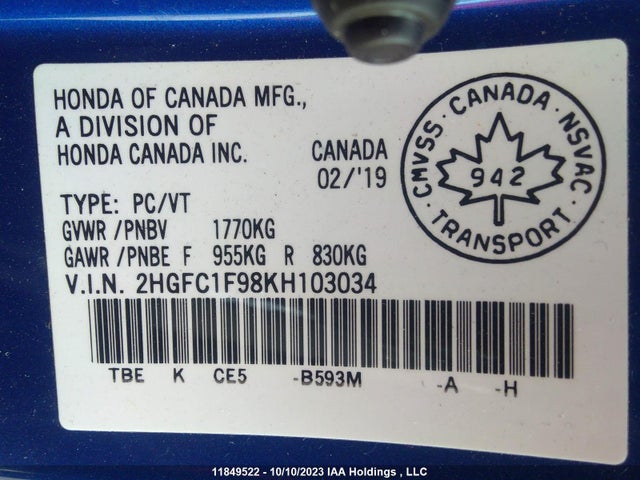 HONDA OF CANADA MFG.,
A DIVISION OF
HONDA CANADA INC.
CANADA
02/'19
TYPE: PC/VT
GVWR /PNBV 1770KG
GAWR /PNBE F 955KG R 830KG
V.I.N. 2HGFC1F98KH103034
TBE K CE5 -B593M -A -H
CMVSS · CANADA · NSVAC · TRANSPORT ·
942
11849522 - 10/10/2023 IAA Holdings , LLC